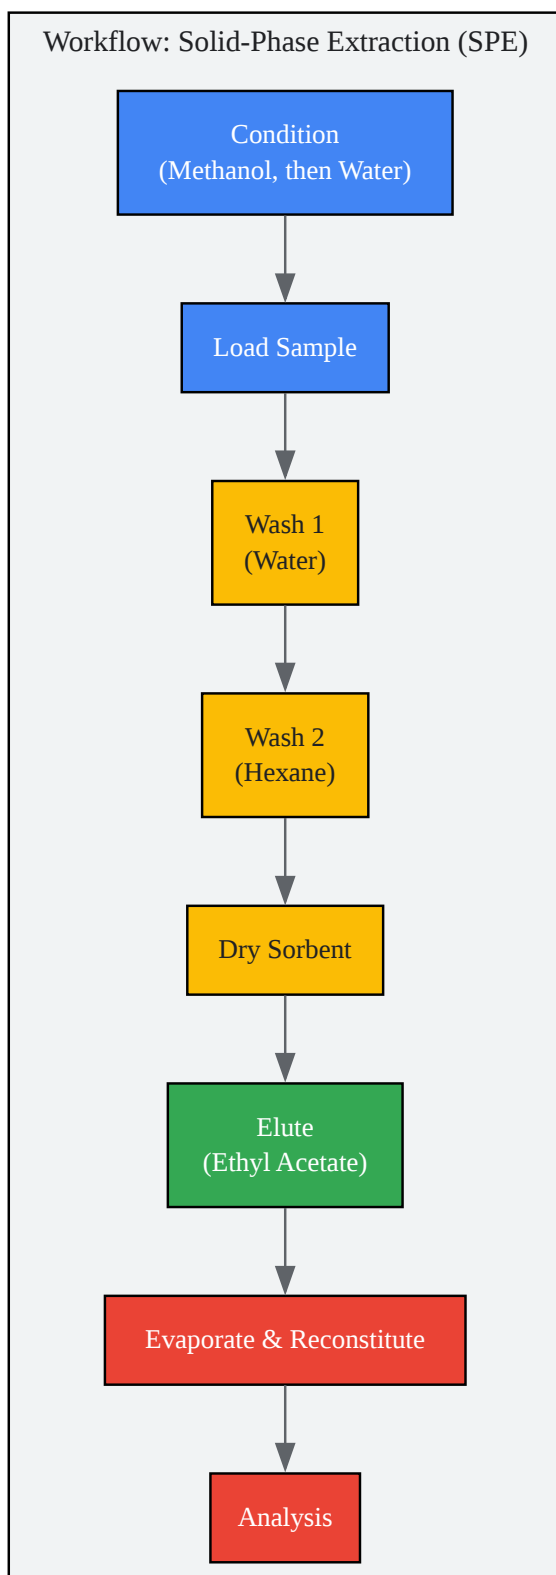 Workflow: Solid-Phase Extraction (SPE)
Condition
(Methanol, then Water)
Load Sample
Wash 1
(Water)
Wash 2
(Hexane)
Dry Sorbent
Elute
(Ethyl Acetate)
Evaporate & Reconstitute
Analysis